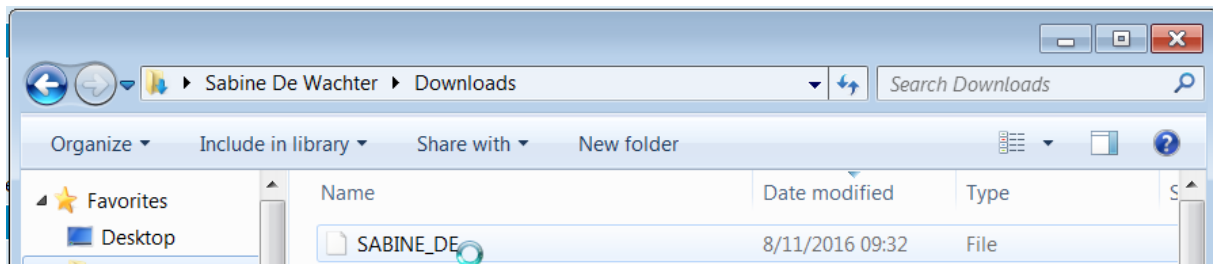 Sabine De Wachter Downloads Search Downloads
Organize Include in library Share with New folder
Favorites Name Date modified Type S
Desktop SABINE_DE 8/11/2016 09:32 File